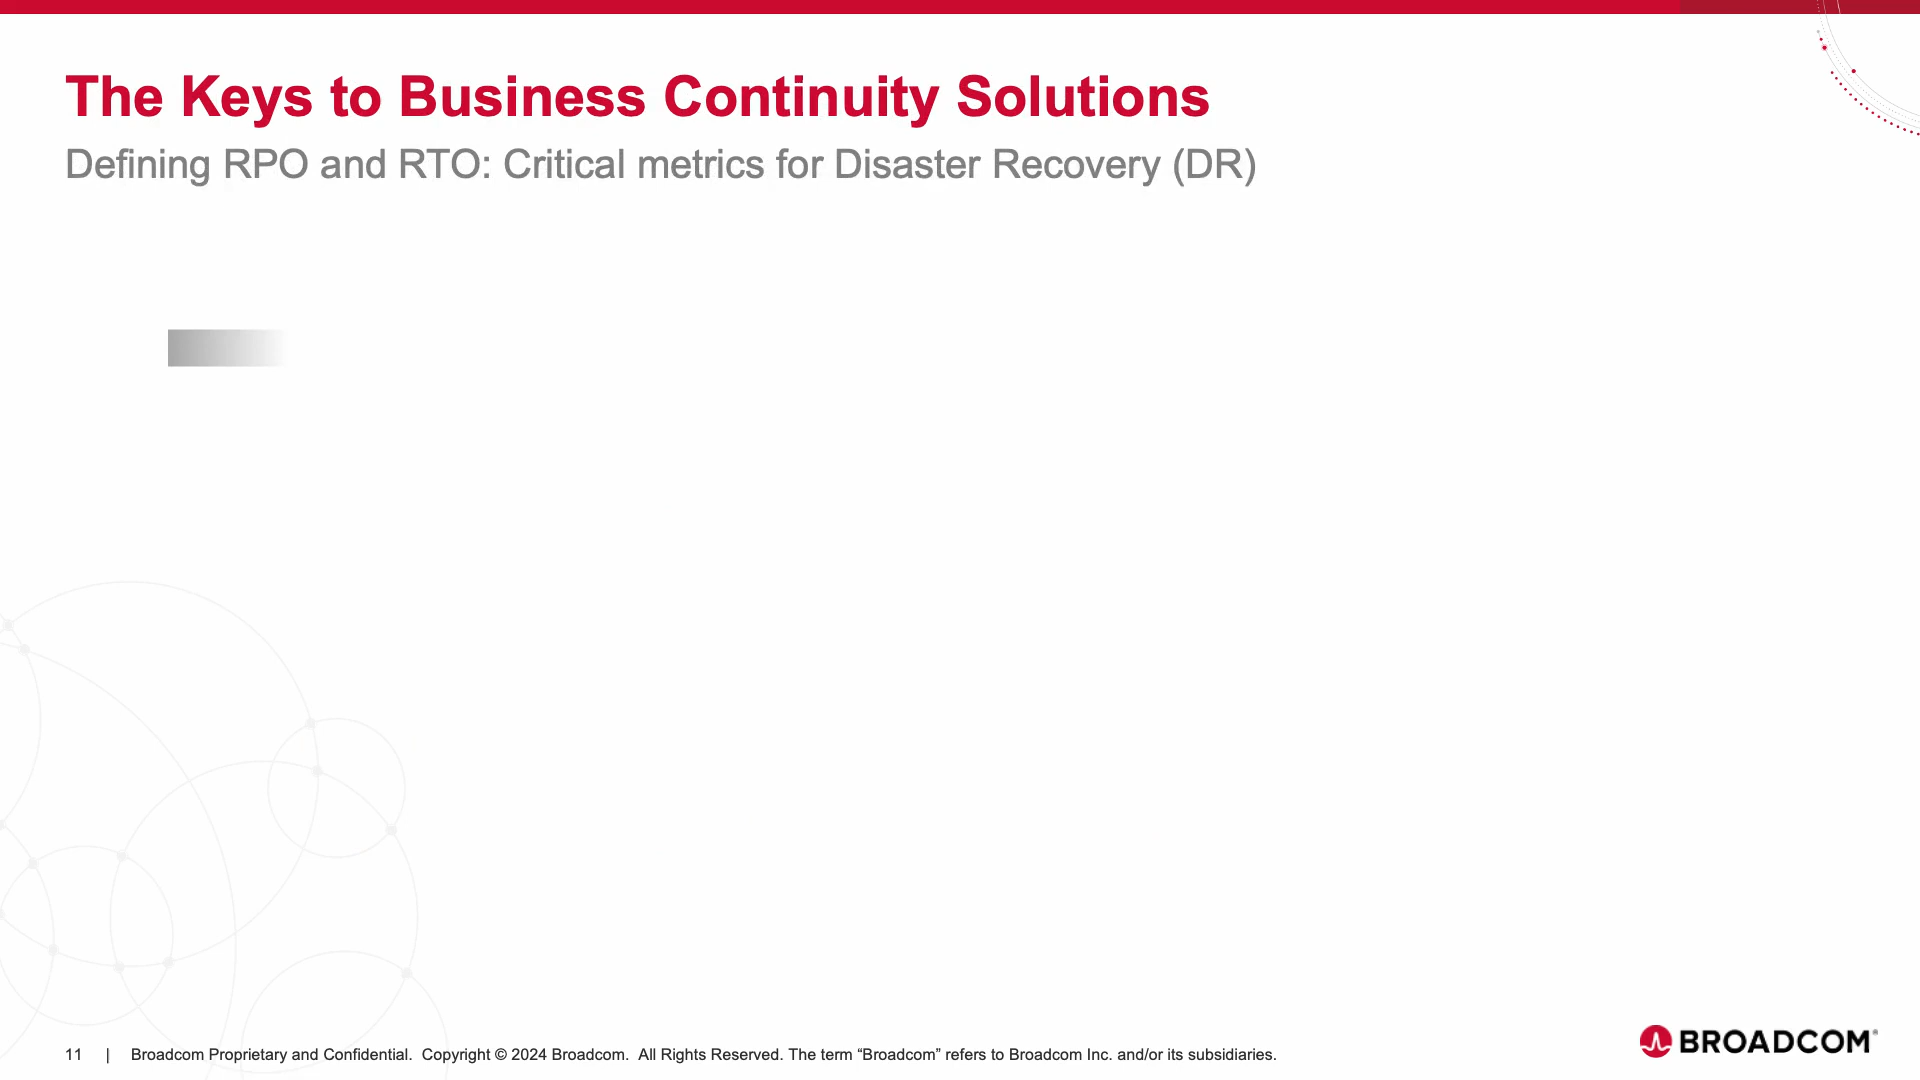 The Keys to Business Continuity Solutions
Defining RPO and RTO: Critical metrics for Disaster Recovery (DR)
11 | Broadcom Proprietary and Confidential. Copyright © 2024 Broadcom. All Rights Reserved. The term “Broadcom” refers to Broadcom Inc. and/or its subsidiaries.
BROADCOM®